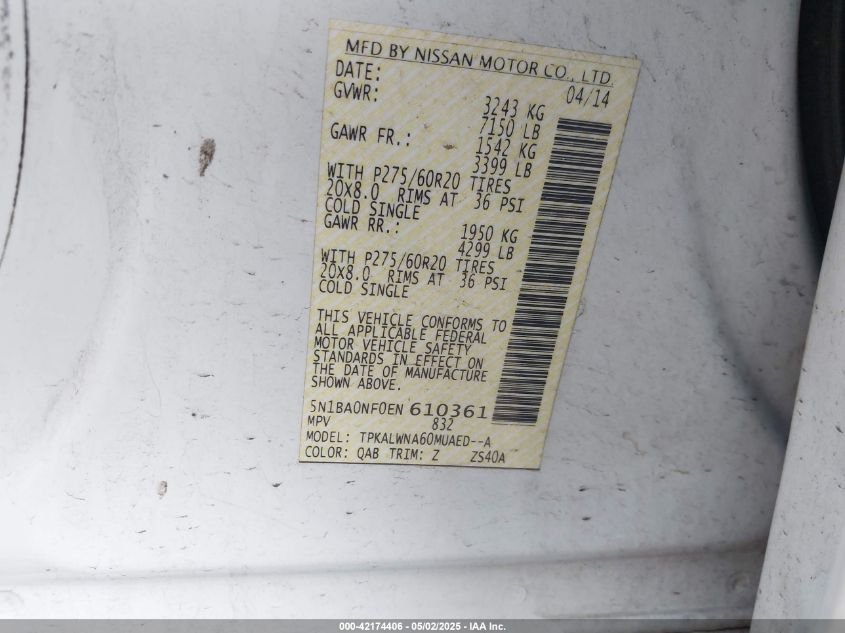 MFD BY NISSAN MOTOR CO., LTD.
DATE: 04/14
GVWR: 3243 KG
7150 LB
GAWR FR.: 1542 KG
3399 LB
WITH P275/60R20 TIRES
20X8.0 RIMS AT 36 PSI
COLD SINGLE
GAWR RR.: 1950 KG
4299 LB
WITH P275/60R20 TIRES
20X8.0 RIMS AT 36 PSI
COLD SINGLE
THIS VEHICLE CONFORMS TO
ALL APPLICABLE FEDERAL
MOTOR VEHICLE SAFETY
STANDARDS IN EFFECT ON
THE DATE OF MANUFACTURE
SHOWN ABOVE.
5N1BA0NF0EN 610361
MPV 832
MODEL: TPKALWNA60MUAED--A
COLOR: QAB TRIM: Z ZS40A
000-42174406 - 05/02/2025 - IAA Inc.